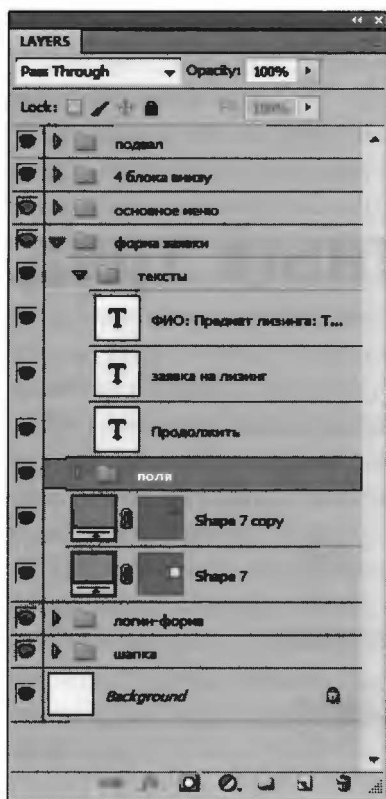 LAYERS
Pass Through Opacity: 100%
Lock: Fill: 100%
подвал
4 блока внизу
основное меню
форма заявки
тексты
ФИО: Предмет лизинга: Т...
заявка на лизинг
Продолжить
поля
Shape 7 copy
Shape 7
логин-форма
шапка
Background